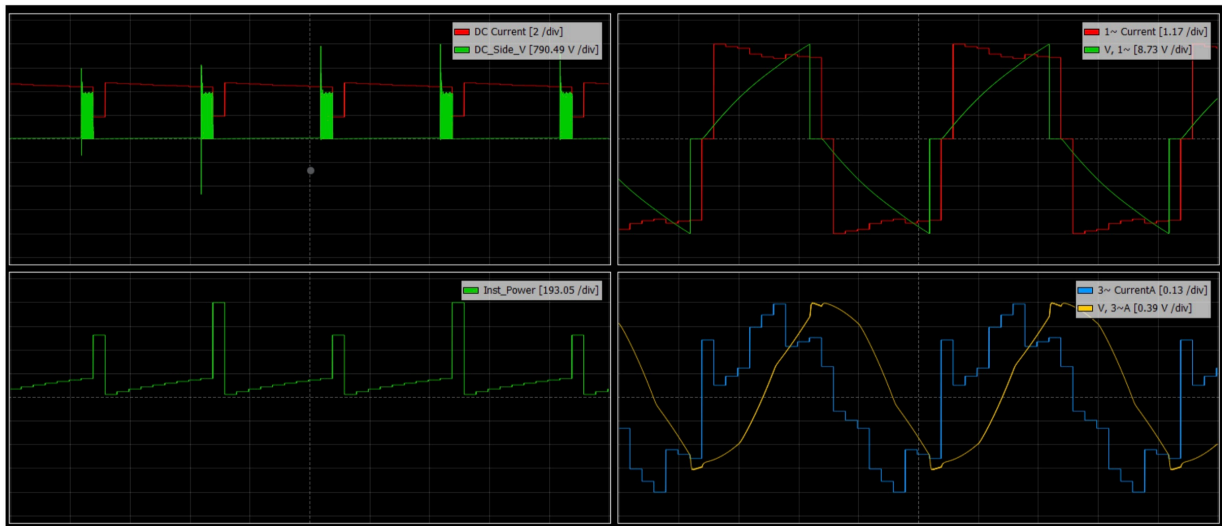 DC Current [2 /div]
DC_Side_V [790.49 V /div]
1~ Current [1.17 /div]
V, 1~ [8.73 V /div]
Inst_Power [193.05 /div]
3~ CurrentA [0.13 /div]
V, 3~A [0.39 V /div]